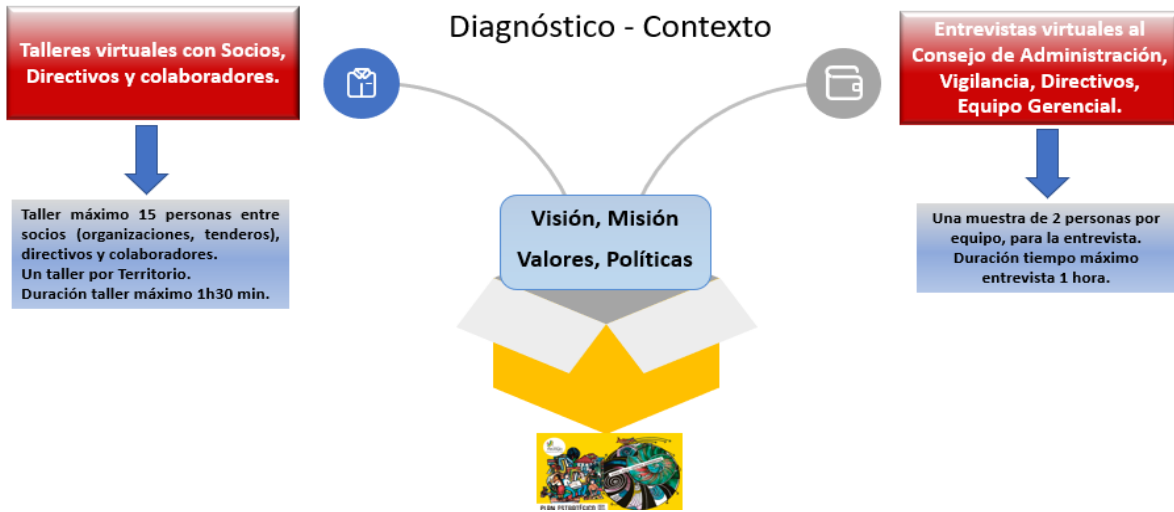 Diagnóstico - Contexto
Talleres virtuales con Socios,
Directivos y colaboradores.
Taller máximo 15 personas entre
socios (organizaciones, tenderos),
directivos y colaboradores.
Un taller por Territorio.
Duración taller máximo 1h30 min.
Visión, Misión
Valores, Políticas
Entrevistas virtuales al
Consejo de Administración,
Vigilancia, Directivos,
Equipo Gerencial.
Una muestra de 2 personas por
equipo, para la entrevista.
Duración tiempo máximo
entrevista 1 hora.
PLAN ESTRATÉGICO